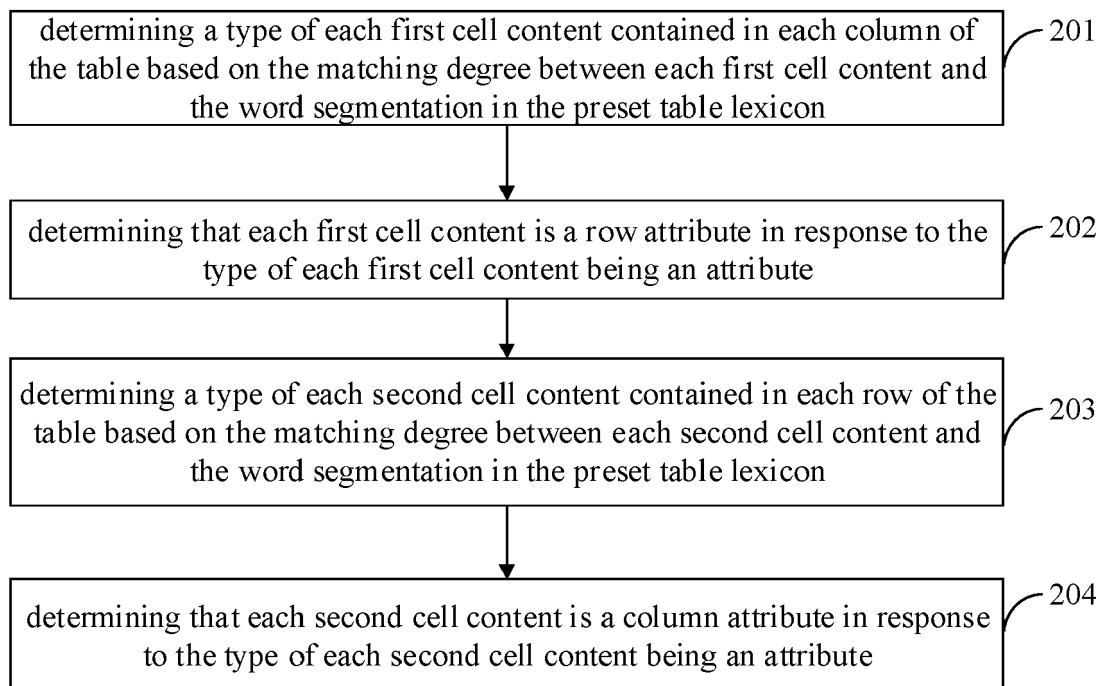 determining a type of each first cell content contained in each column of
the table based on the matching degree between each first cell content and
the word segmentation in the preset table lexicon
201
determining that each first cell content is a row attribute in response to the
type of each first cell content being an attribute
202
determining a type of each second cell content contained in each row of the
table based on the matching degree between each second cell content and
the word segmentation in the preset table lexicon
203
determining that each second cell content is a column attribute in response
to the type of each second cell content being an attribute
204